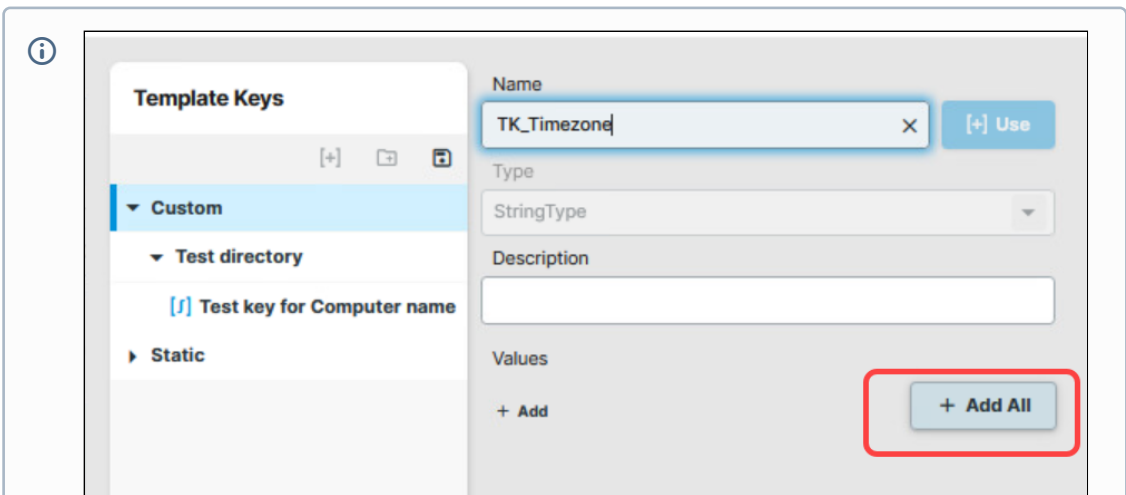 Template Keys
Custom
Test directory
[ʃ] Test key for Computer name
Static
Name
TK_Timezone
[+] Use
Type
StringType
Description
Values
+ Add
+ Add All